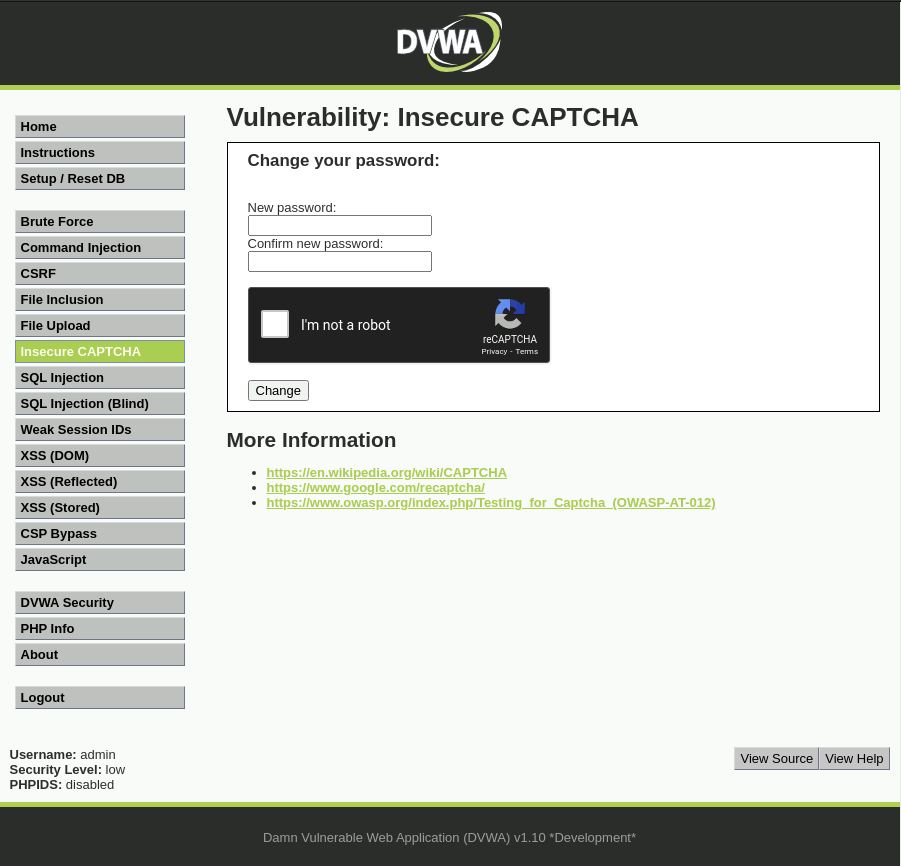 DVWA
Vulnerability: Insecure CAPTCHA
Home
Instructions
Setup / Reset DB
Brute Force
Command Injection
CSRF
File Inclusion
File Upload
Insecure CAPTCHA
SQL Injection
SQL Injection (Blind)
Weak Session IDs
XSS (DOM)
XSS (Reflected)
XSS (Stored)
CSP Bypass
JavaScript
DVWA Security
PHP Info
About
Logout
Change your password:
New password:
Confirm new password:
I'm not a robot
reCAPTCHA
Privacy - Terms
Change
More Information
https://en.wikipedia.org/wiki/CAPTCHA
https://www.google.com/recaptcha/
https://www.owasp.org/index.php/Testing_for_Captcha_(OWASP-AT-012)
Username: admin
Security Level: low
PHPIDS: disabled
View Source
View Help
Damn Vulnerable Web Application (DVWA) v1.10 *Development*